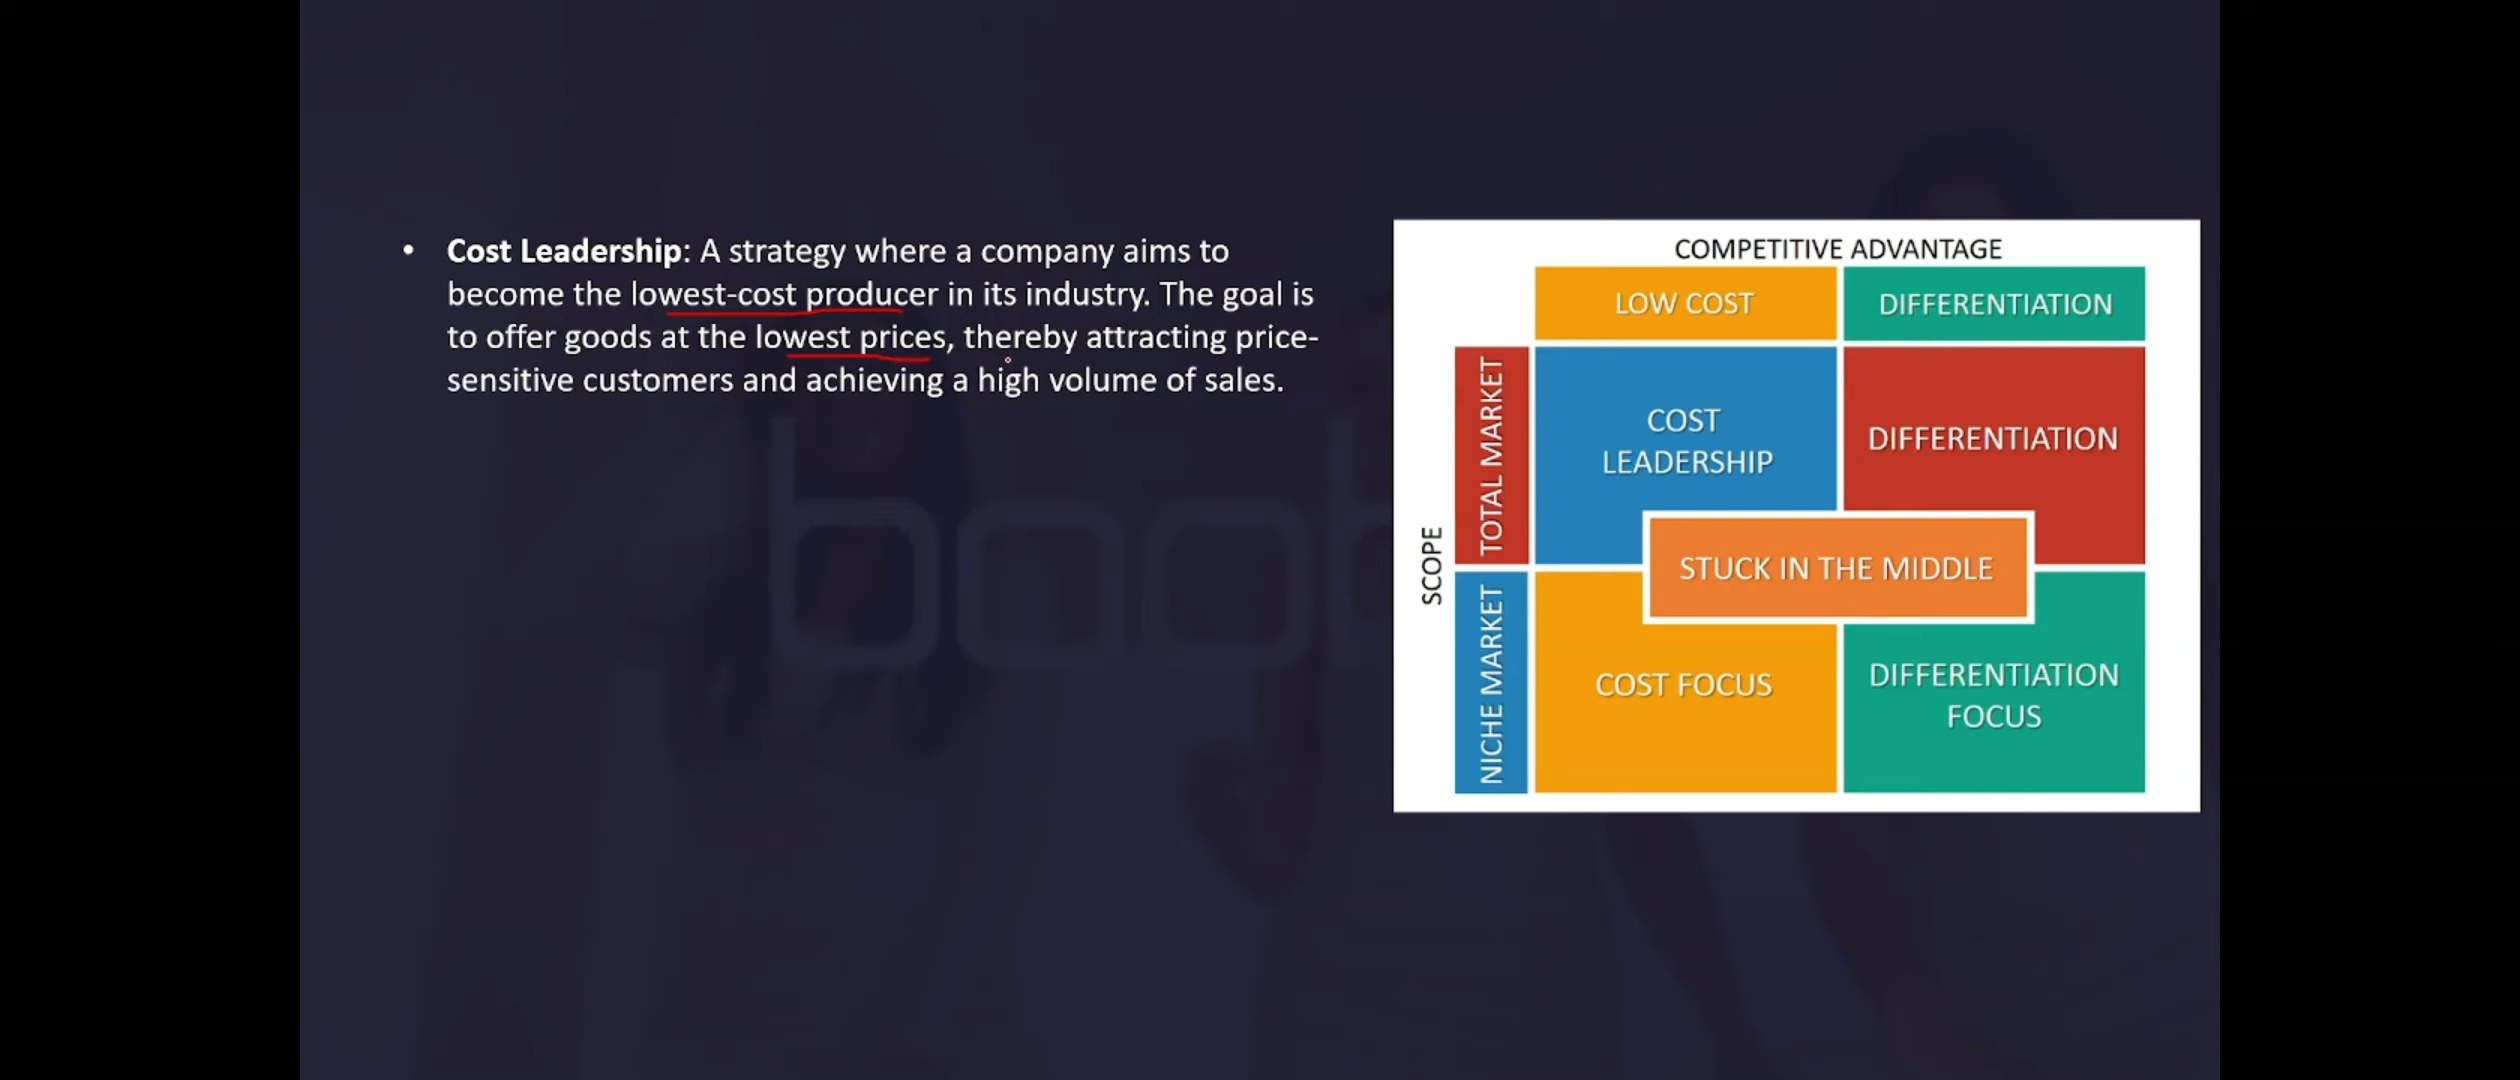 • Cost Leadership: A strategy where a company aims to
become the lowest-cost producer in its industry. The goal is
to offer goods at the lowest prices, thereby attracting price-
sensitive customers and achieving a high volume of sales.
COMPETITIVE ADVANTAGE
LOW COST
DIFFERENTIATION
SCOPE
TOTAL MARKET
COST
LEADERSHIP
DIFFERENTIATION
STUCK IN THE MIDDLE
NICHE MARKET
COST FOCUS
DIFFERENTIATION
FOCUS